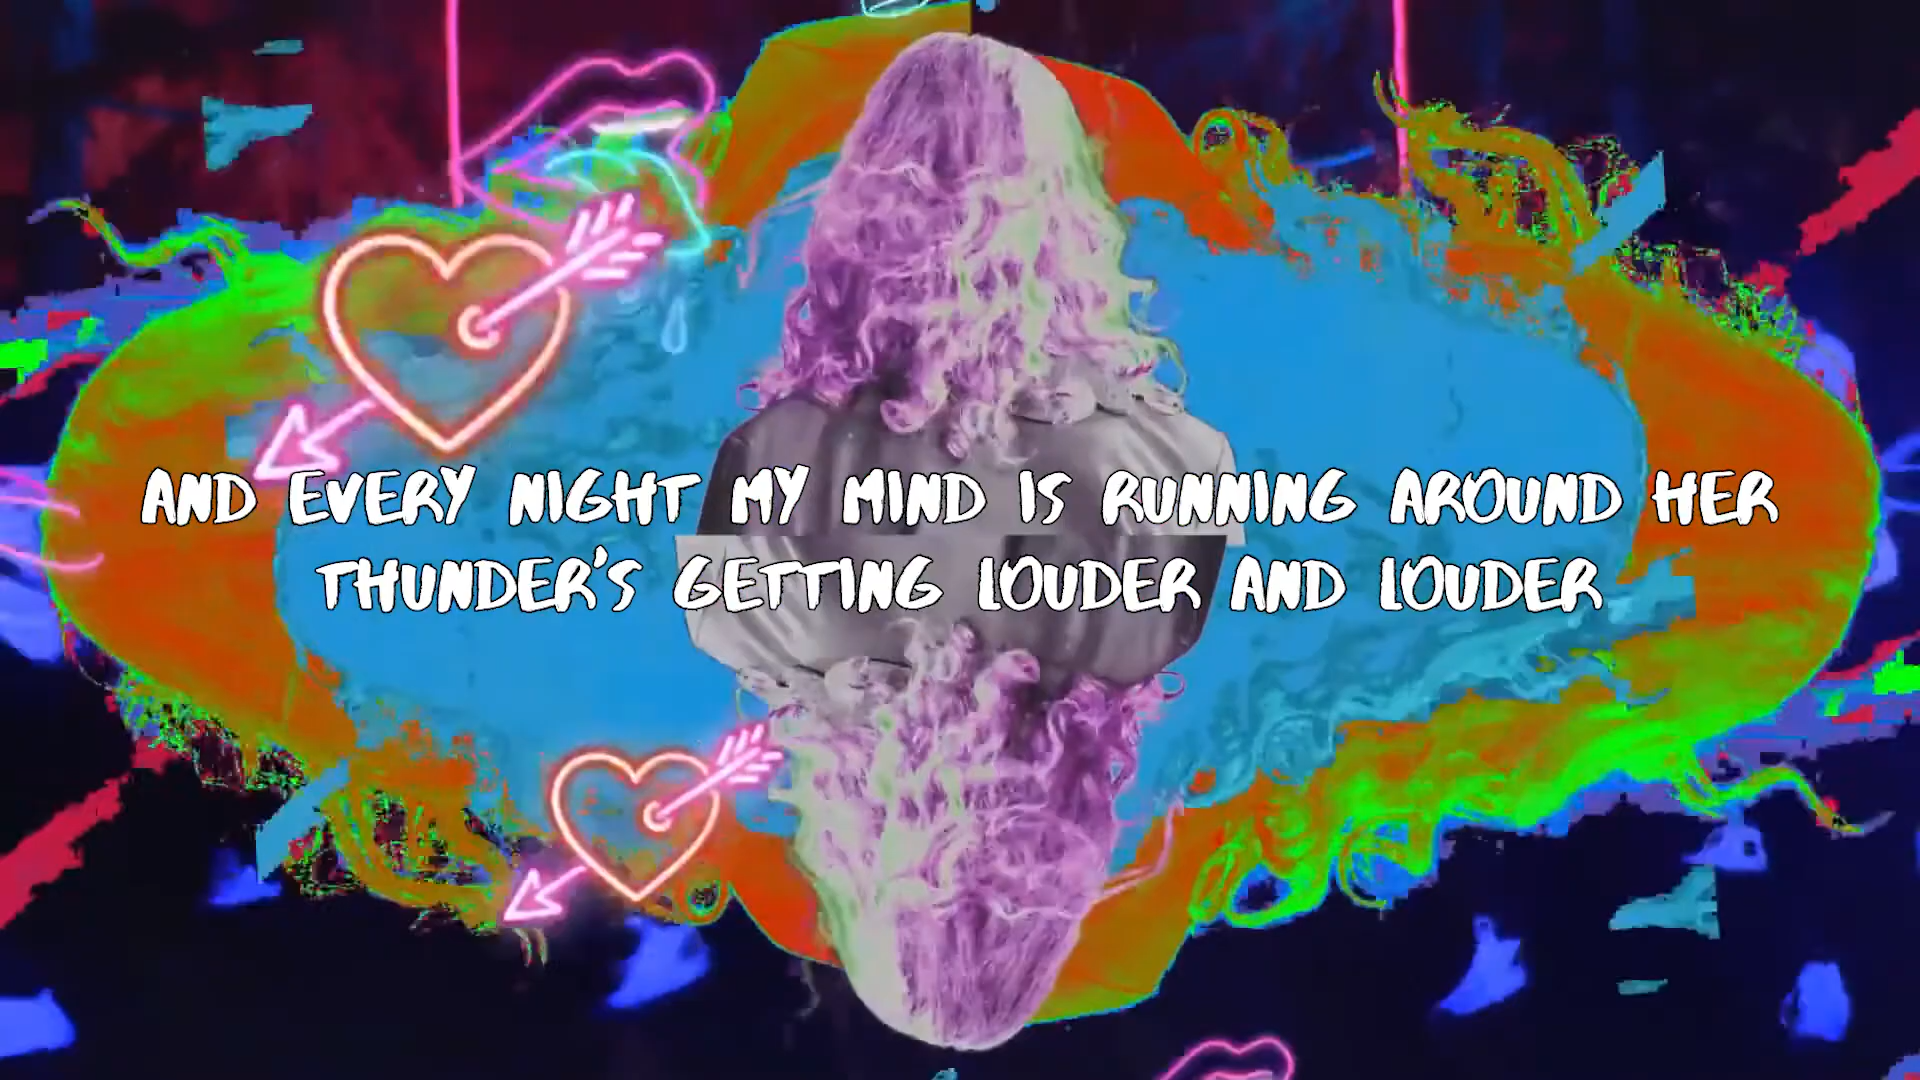 AND EVERY NIGHT MY MIND IS RUNNING AROUND HER
THUNDER'S GETTING LOUDER AND LOUDER